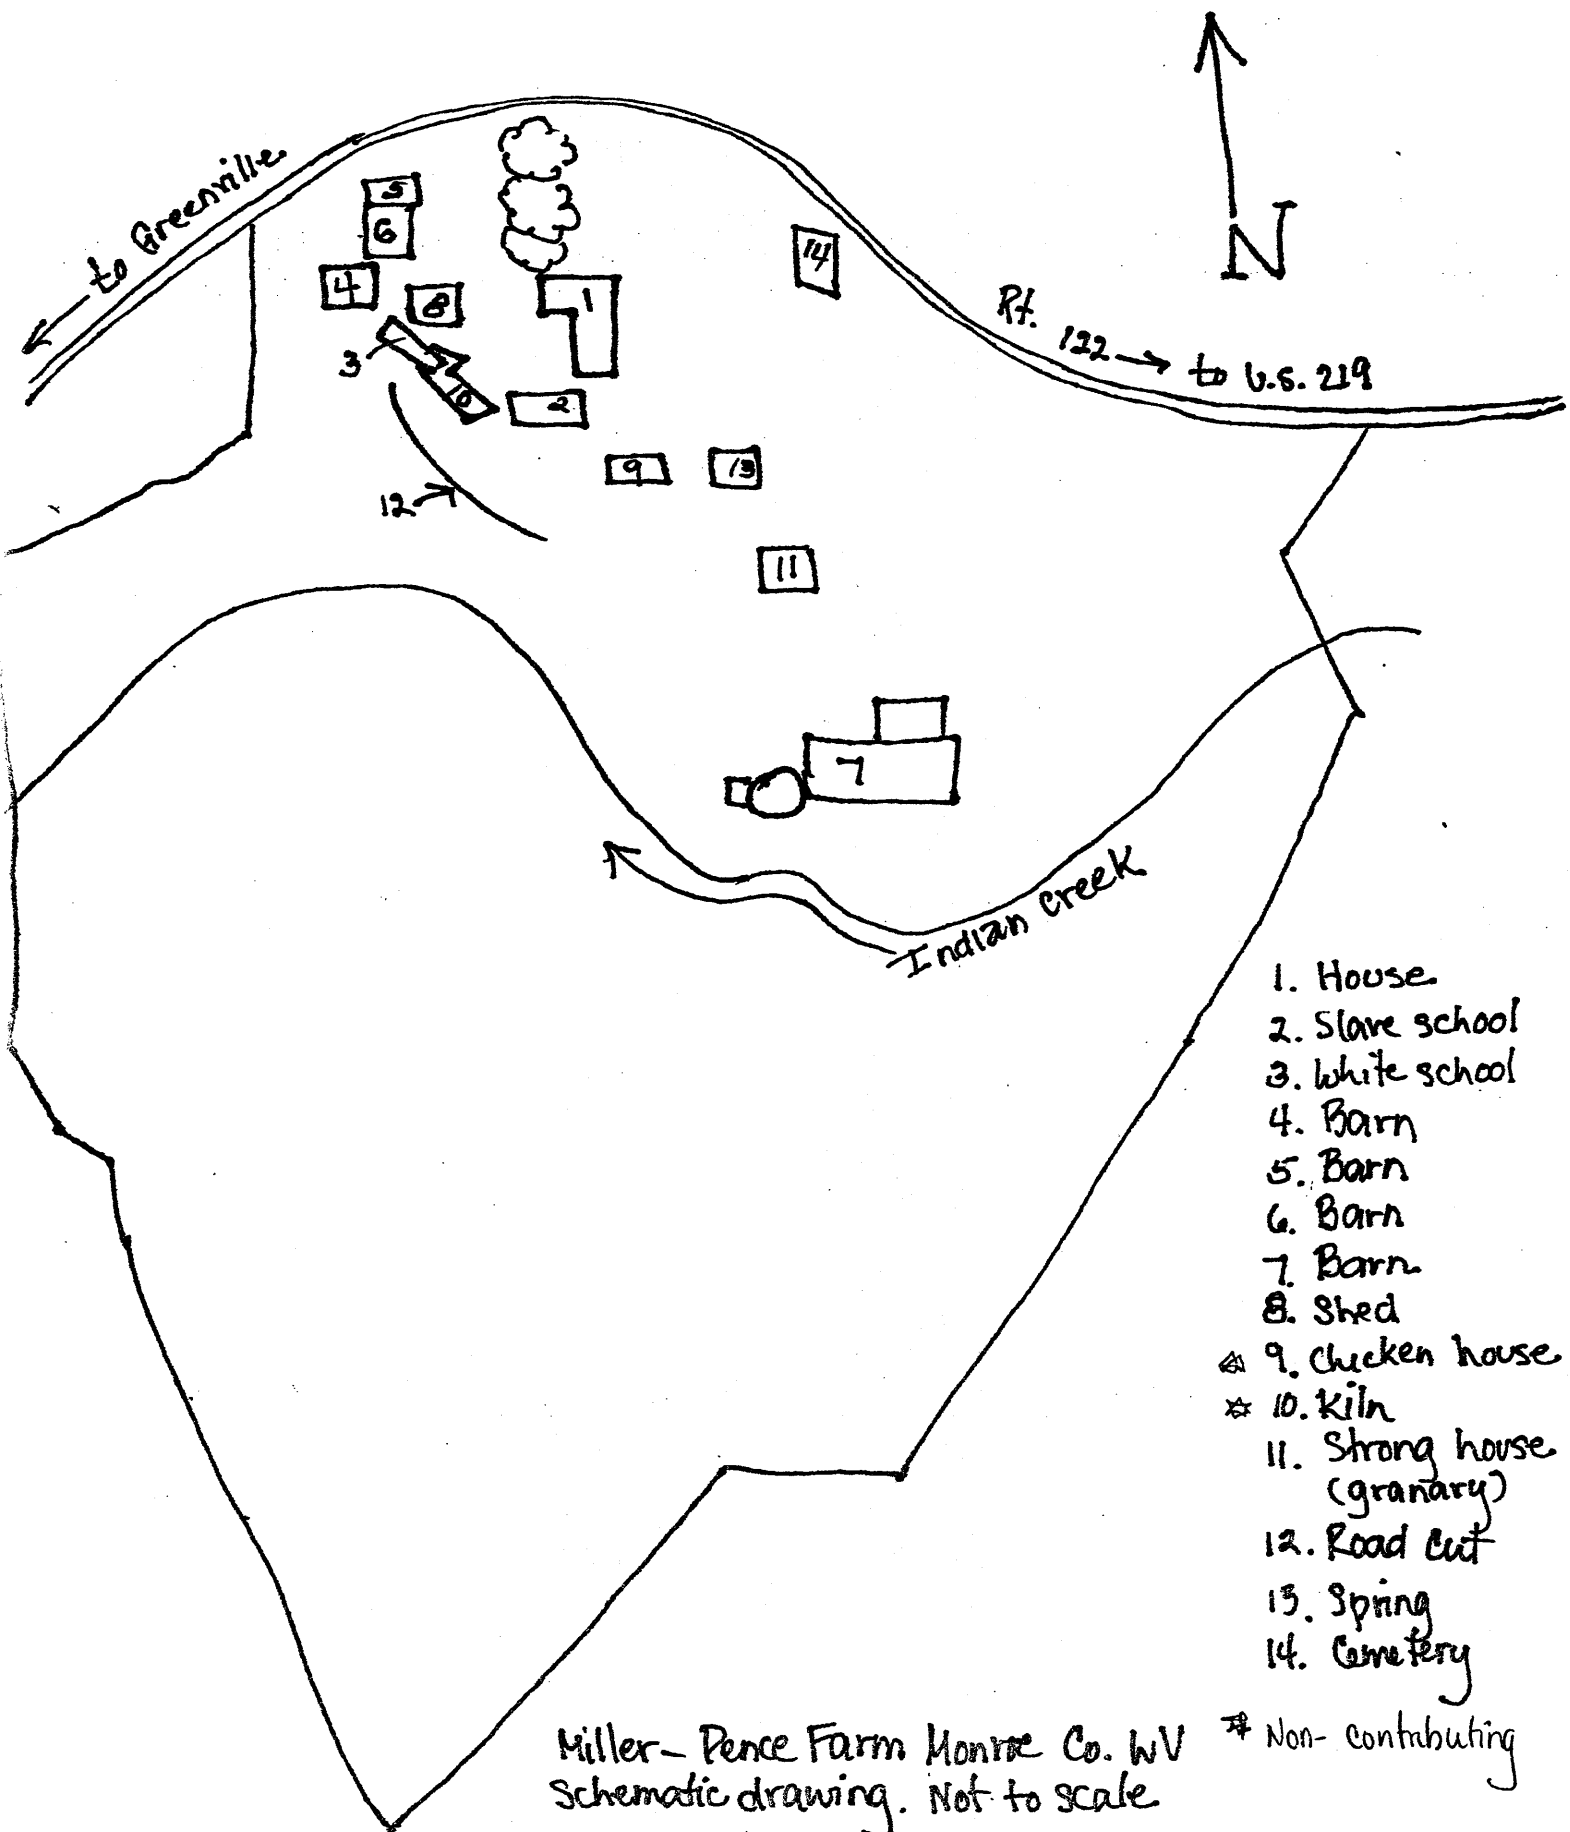 N
to Greenville
5
6
4
8
1
14
3
10
2
Rt. 122
to U.S. 219
9
13
12
11
7
Indian Creek
1. House
2. Slave school
3. White school
4. Barn
5. Barn
6. Barn
7. Barn
8. Shed
* 9. Chicken house
* 10. Kiln
11. Strong house
(granary)
12. Road cut
13. Spring
14. Cemetery
* Non-contributing
Miller-Pence Farm Monroe Co. WV
Schematic drawing. Not to scale